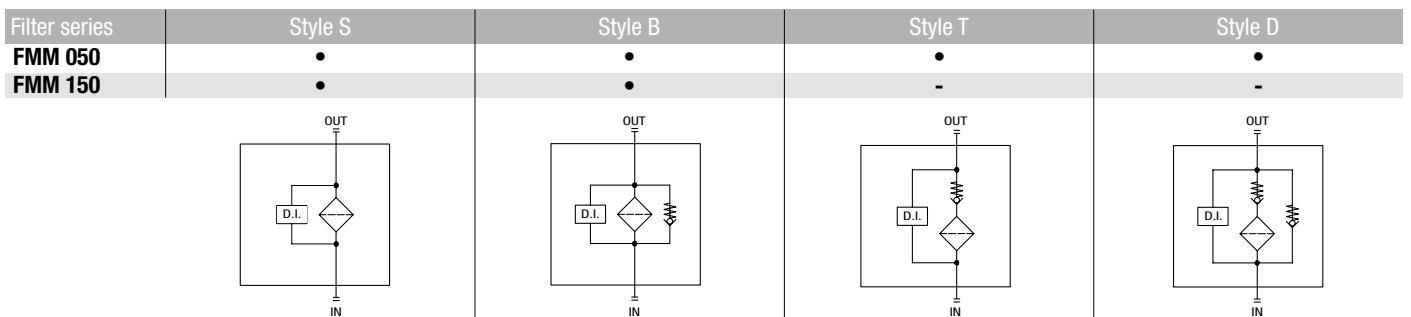 Filter series Style S Style B Style T Style D
FMM 050 • • • •
FMM 150 • • - -
OUT OUT OUT OUT
D.I. D.I. D.I. D.I.
IN IN IN IN